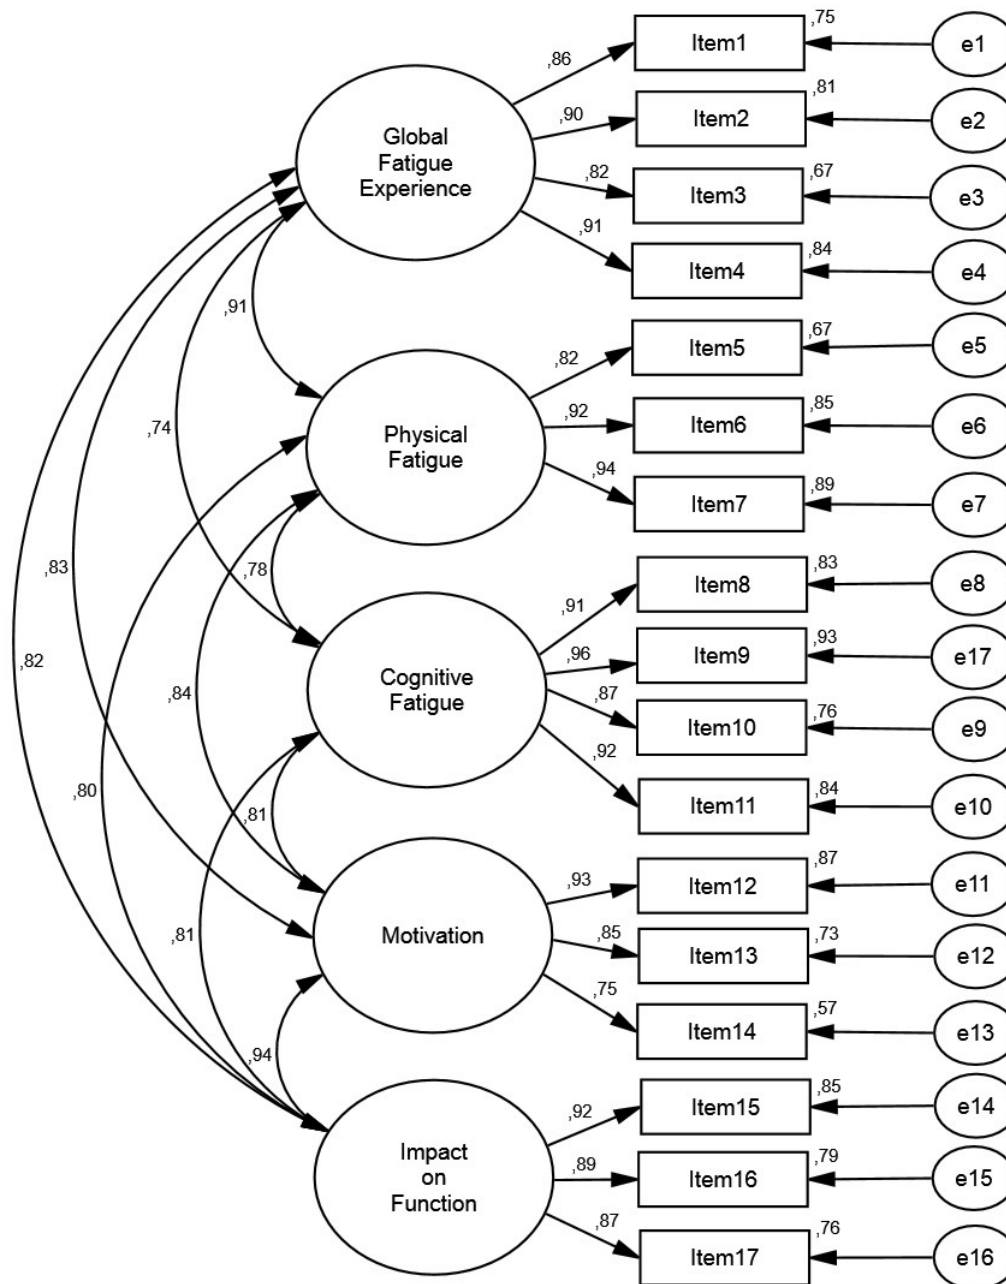 ,75
Item1
e1
,86
,81
Item2
e2
,90
Global
Fatigue
Experience
,82
,67
Item3
e3
,91
,84
Item4
e4
,91
,67
Item5
e5
,82
,92
,85
Item6
e6
Physical
Fatigue
,74
,94
,89
Item7
e7
,83
,78
,83
Item8
e8
,91
,82
,96
,93
Item9
e17
Cognitive
Fatigue
,84
,87
,76
Item10
e9
,92
,80
,84
Item11
e10
,81
,93
,87
Item12
e11
,81
Motivation
,85
,73
Item13
e12
,75
,57
Item14
e13
,94
,92
,85
Item15
e14
Impact
on
Function
,89
,79
Item16
e15
,87
,76
Item17
e16